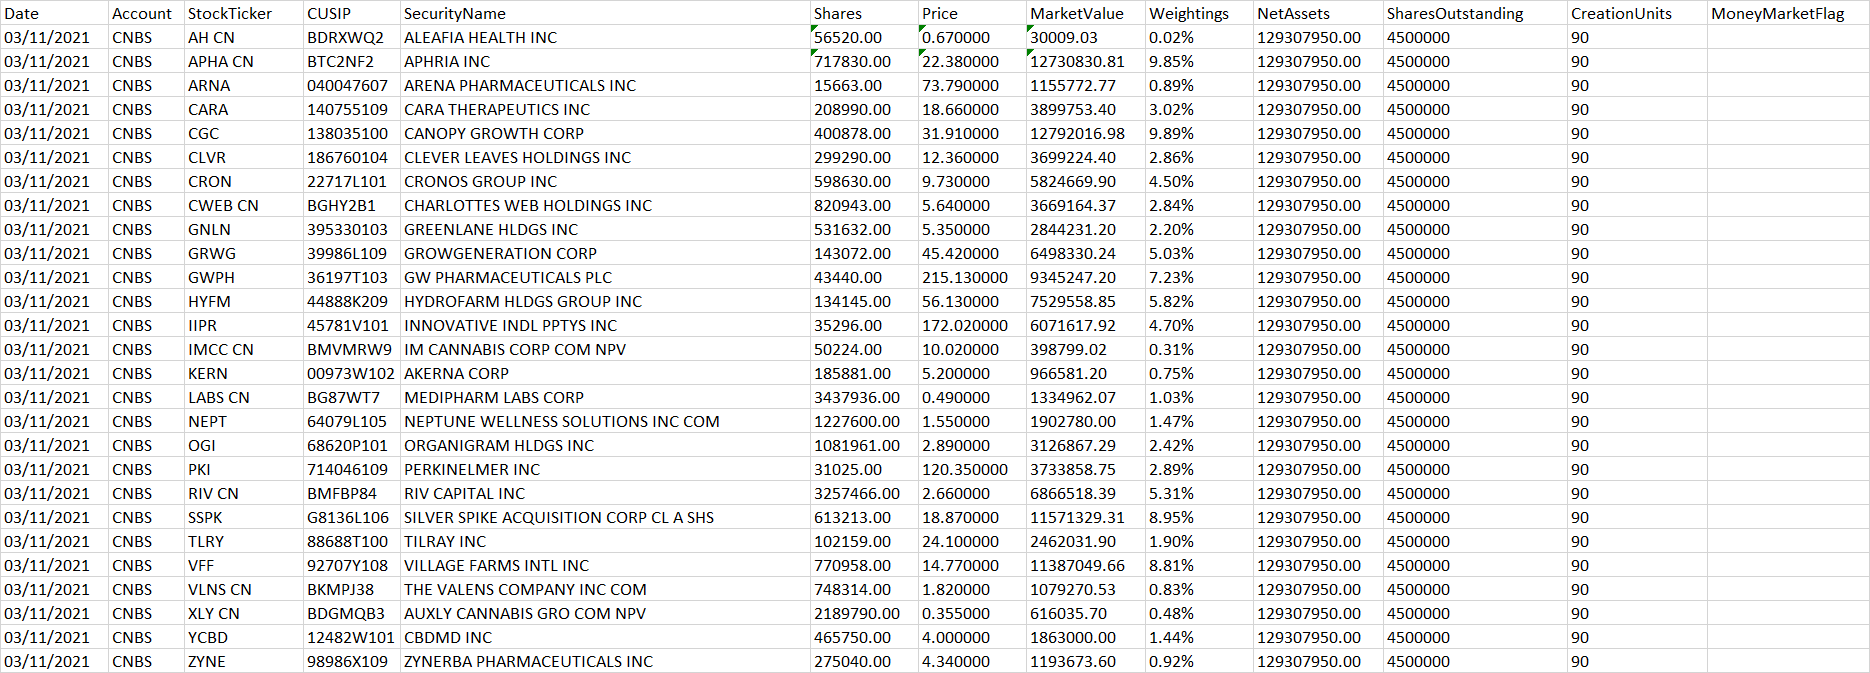 Date Account StockTicker CUSIP SecurityName Shares Price MarketValue Weightings NetAssets SharesOutstanding CreationUnits MoneyMarketFlag
03/11/2021 CNBS AH CN BDRXWQ2 ALEAFIA HEALTH INC 56520.00 0.670000 30009.03 0.02% 129307950.00 4500000 90
03/11/2021 CNBS APHA CN BTC2NF2 APHRIA INC 717830.00 22.380000 12730830.81 9.85% 129307950.00 4500000 90
03/11/2021 CNBS ARNA 040047607 ARENA PHARMACEUTICALS INC 15663.00 73.790000 1155772.77 0.89% 129307950.00 4500000 90
03/11/2021 CNBS CARA 140755109 CARA THERAPEUTICS INC 208990.00 18.660000 3899753.40 3.02% 129307950.00 4500000 90
03/11/2021 CNBS CGC 138035100 CANOPY GROWTH CORP 400878.00 31.910000 12792016.98 9.89% 129307950.00 4500000 90
03/11/2021 CNBS CLVR 186760104 CLEVER LEAVES HOLDINGS INC 299290.00 12.360000 3699224.40 2.86% 129307950.00 4500000 90
03/11/2021 CNBS CRON 22717L101 CRONOS GROUP INC 598630.00 9.730000 5824669.90 4.50% 129307950.00 4500000 90
03/11/2021 CNBS CWEB CN BGHY2B1 CHARLOTTES WEB HOLDINGS INC 820943.00 5.640000 3669164.37 2.84% 129307950.00 4500000 90
03/11/2021 CNBS GNLN 395330103 GREENLANE HLDGS INC 531632.00 5.350000 2844231.20 2.20% 129307950.00 4500000 90
03/11/2021 CNBS GRWG 39986L109 GROWGENERATION CORP 143072.00 45.420000 6498330.24 5.03% 129307950.00 4500000 90
03/11/2021 CNBS GWPH 36197T103 GW PHARMACEUTICALS PLC 43440.00 215.130000 9345247.20 7.23% 129307950.00 4500000 90
03/11/2021 CNBS HYFM 44888K209 HYDROFARM HLDGS GROUP INC 134145.00 56.130000 7529558.85 5.82% 129307950.00 4500000 90
03/11/2021 CNBS IIPR 45781V101 INNOVATIVE INDL PPTYS INC 35296.00 172.020000 6071617.92 4.70% 129307950.00 4500000 90
03/11/2021 CNBS IMCC CN BMVMRW9 IM CANNABIS CORP COM NPV 50224.00 10.020000 398799.02 0.31% 129307950.00 4500000 90
03/11/2021 CNBS KERN 00973W102 AKERNA CORP 185881.00 5.200000 966581.20 0.75% 129307950.00 4500000 90
03/11/2021 CNBS LABS CN BG87WT7 MEDIPHARM LABS CORP 3437936.00 0.490000 1334962.07 1.03% 129307950.00 4500000 90
03/11/2021 CNBS NEPT 64079L105 NEPTUNE WELLNESS SOLUTIONS INC COM 1227600.00 1.550000 1902780.00 1.47% 129307950.00 4500000 90
03/11/2021 CNBS OGI 68620P101 ORGANIGRAM HLDGS INC 1081961.00 2.890000 3126867.29 2.42% 129307950.00 4500000 90
03/11/2021 CNBS PKI 714046109 PERKINELMER INC 31025.00 120.350000 3733858.75 2.89% 129307950.00 4500000 90
03/11/2021 CNBS RIV CN BMFBP84 RIV CAPITAL INC 3257466.00 2.660000 6866518.39 5.31% 129307950.00 4500000 90
03/11/2021 CNBS SSPK G8136L106 SILVER SPIKE ACQUISITION CORP CL A SHS 613213.00 18.870000 11571329.31 8.95% 129307950.00 4500000 90
03/11/2021 CNBS TLRY 88688T100 TILRAY INC 102159.00 24.100000 2462031.90 1.90% 129307950.00 4500000 90
03/11/2021 CNBS VFF 92707Y108 VILLAGE FARMS INTL INC 770958.00 14.770000 11387049.66 8.81% 129307950.00 4500000 90
03/11/2021 CNBS VLNS CN BKMPJ38 THE VALENS COMPANY INC COM 748314.00 1.820000 1079270.53 0.83% 129307950.00 4500000 90
03/11/2021 CNBS XLY CN BDGMQB3 AUXLY CANNABIS GRO COM NPV 2189790.00 0.355000 616035.70 0.48% 129307950.00 4500000 90
03/11/2021 CNBS YCBD 12482W101 CBDMD INC 465750.00 4.000000 1863000.00 1.44% 129307950.00 4500000 90
03/11/2021 CNBS ZYNE 98986X109 ZYNERBA PHARMACEUTICALS INC 275040.00 4.340000 1193673.60 0.92% 129307950.00 4500000 90